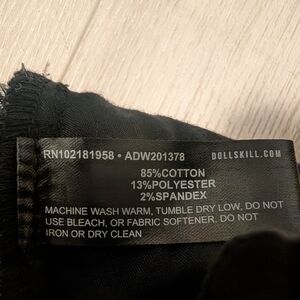 RN102181958 • ADW201378 DOLLSKILL.COM
85%COTTON
13%POLYESTER
2%SPANDEX
MACHINE WASH WARM, TUMBLE DRY LOW, DO NOT
USE BLEACH, OR FABRIC SOFTENER, DO NOT
IRON OR DRY CLEAN